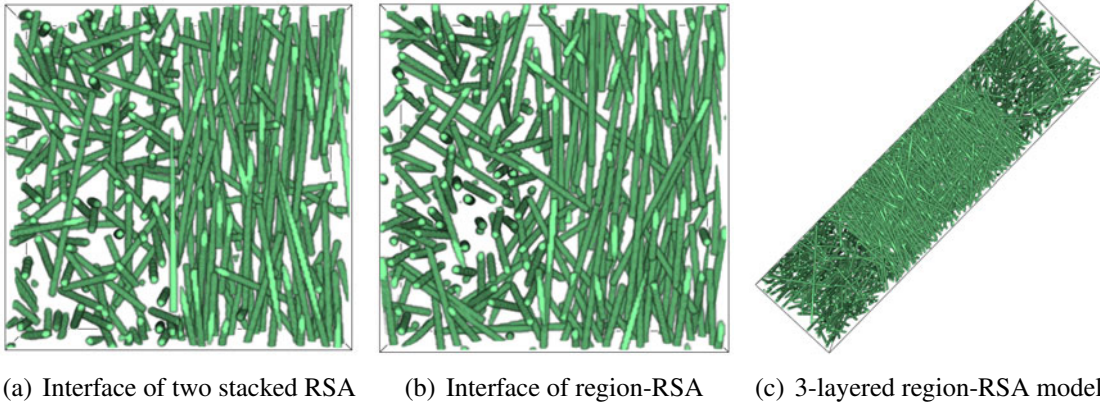 (a) Interface of two stacked RSA (b) Interface of region-RSA (c) 3-layered region-RSA model